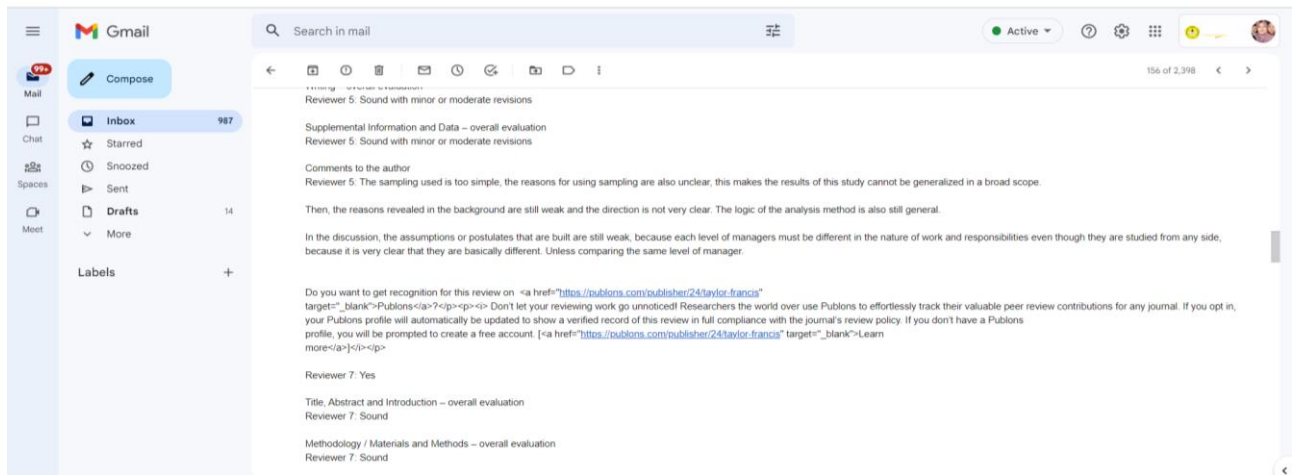 Gmail
Search in mail
Active
99+
Mail
Compose
156 of 2,398
Inbox 987
Chat
Starred
Snoozed
Spaces
Sent
Drafts 14
Meet
More
Labels
Writing – overall evaluation
Reviewer 5: Sound with minor or moderate revisions
Supplemental Information and Data – overall evaluation
Reviewer 5: Sound with minor or moderate revisions
Comments to the author
Reviewer 5: The sampling used is too simple, the reasons for using sampling are also unclear, this makes the results of this study cannot be generalized in a broad scope.
Then, the reasons revealed in the background are still weak and the direction is not very clear. The logic of the analysis method is also still general.
In the discussion, the assumptions or postulates that are built are still weak, because each level of managers must be different in the nature of work and responsibilities even though they are studied from any side,
because it is very clear that they are basically different. Unless comparing the same level of manager.
Do you want to get recognition for this review on <a href="https://publons.com/publisher/24/taylor-francis"
target="_blank">Publons</a>?</p><p><i> Don't let your reviewing work go unnoticed! Researchers the world over use Publons to effortlessly track their valuable peer review contributions for any journal. If you opt in,
your Publons profile will automatically be updated to show a verified record of this review in full compliance with the journal's review policy. If you don't have a Publons
profile, you will be prompted to create a free account. [<a href="https://publons.com/publisher/24/taylor-francis" target="_blank">Learn
more</a>]</i></p>
Reviewer 7: Yes
Title, Abstract and Introduction – overall evaluation
Reviewer 7: Sound
Methodology / Materials and Methods – overall evaluation
Reviewer 7: Sound